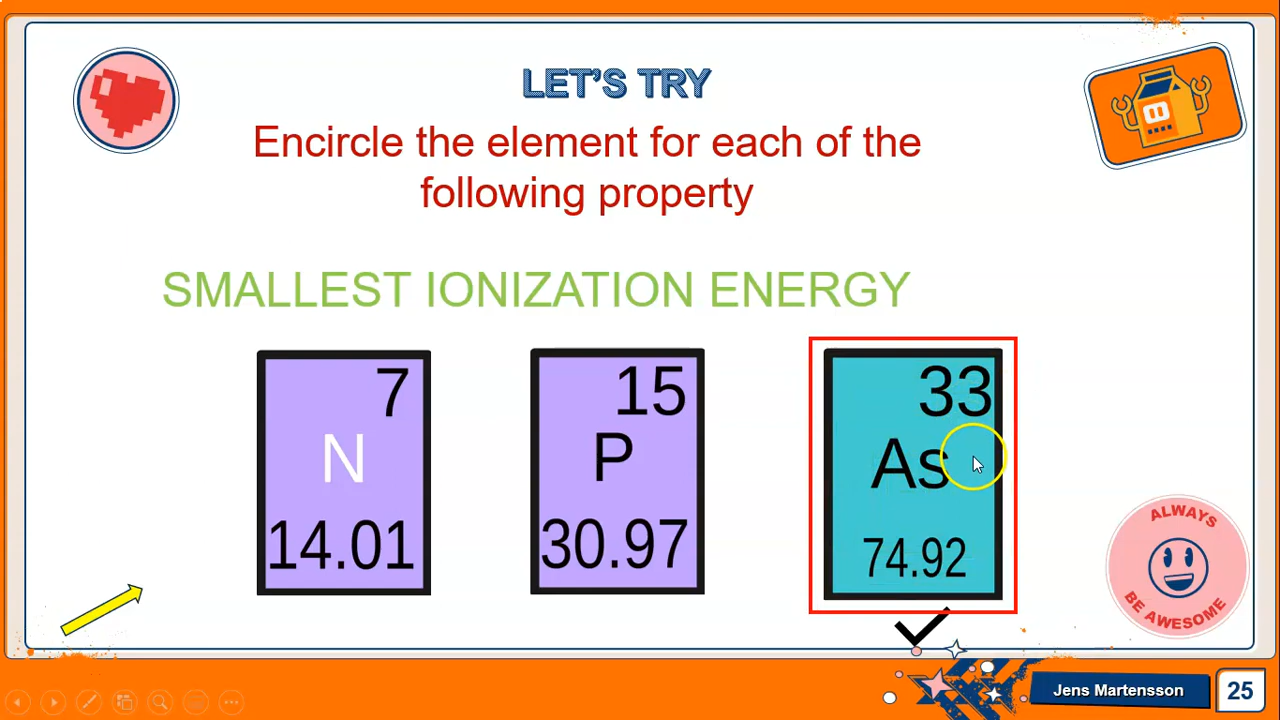 LET'S TRY
Encircle the element for each of the
following property
SMALLEST IONIZATION ENERGY
7
N
14.01
15
P
30.97
33
As
74.92
ALWAYS
BE AWESOME
Jens Martensson
25